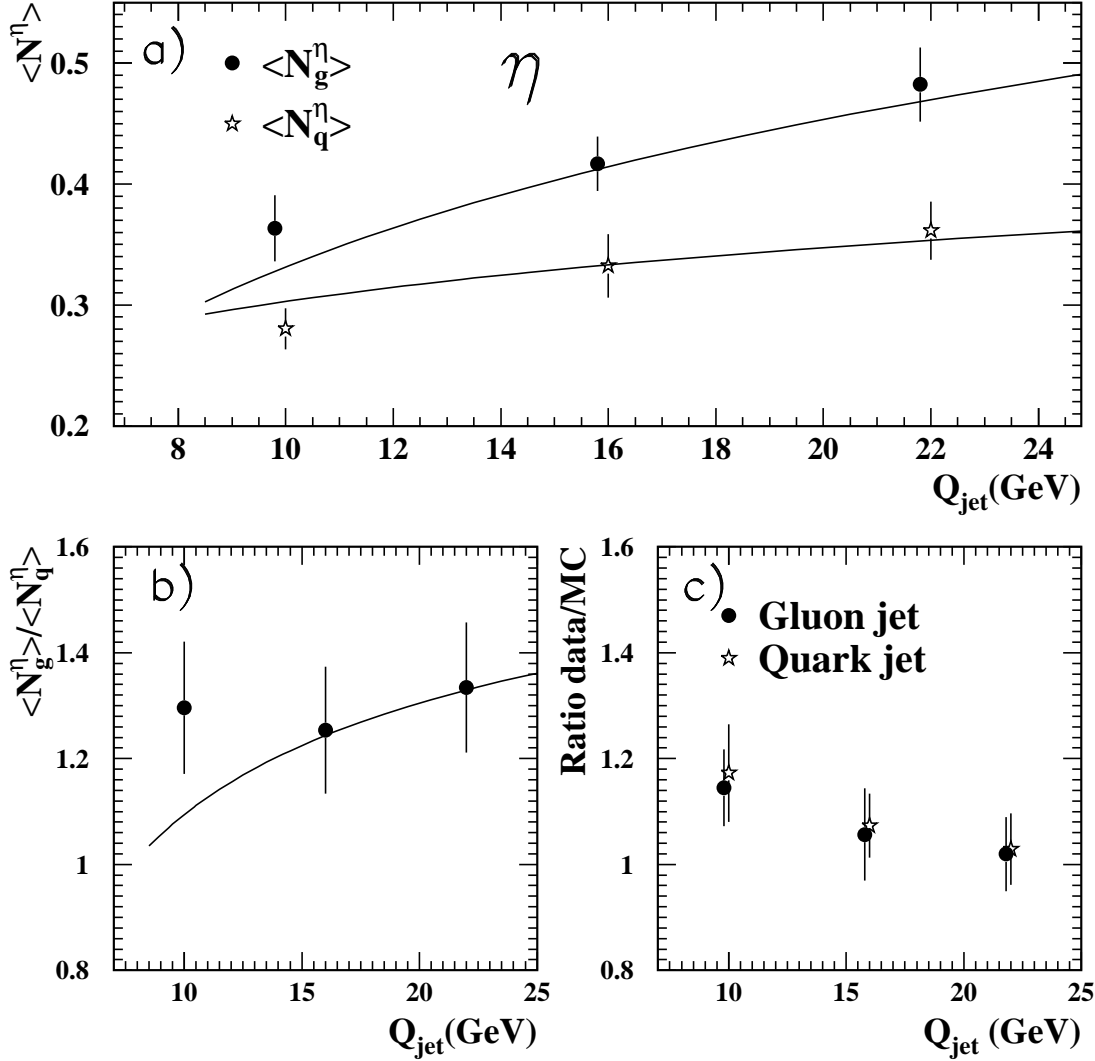 a)
<N^η>
● <N_g^η>
☆ <N_q^η>
η
0.5
0.4
0.3
0.2
8 10 12 14 16 18 20 22 24
Q_jet(GeV)
b)
<N_g^η>/<N_q^η>
1.6
1.4
1.2
1
0.8
10 15 20 25
Q_jet(GeV)
c)
Ratio data/MC
● Gluon jet
☆ Quark jet
1.6
1.4
1.2
1
0.8
10 15 20 25
Q_jet (GeV)